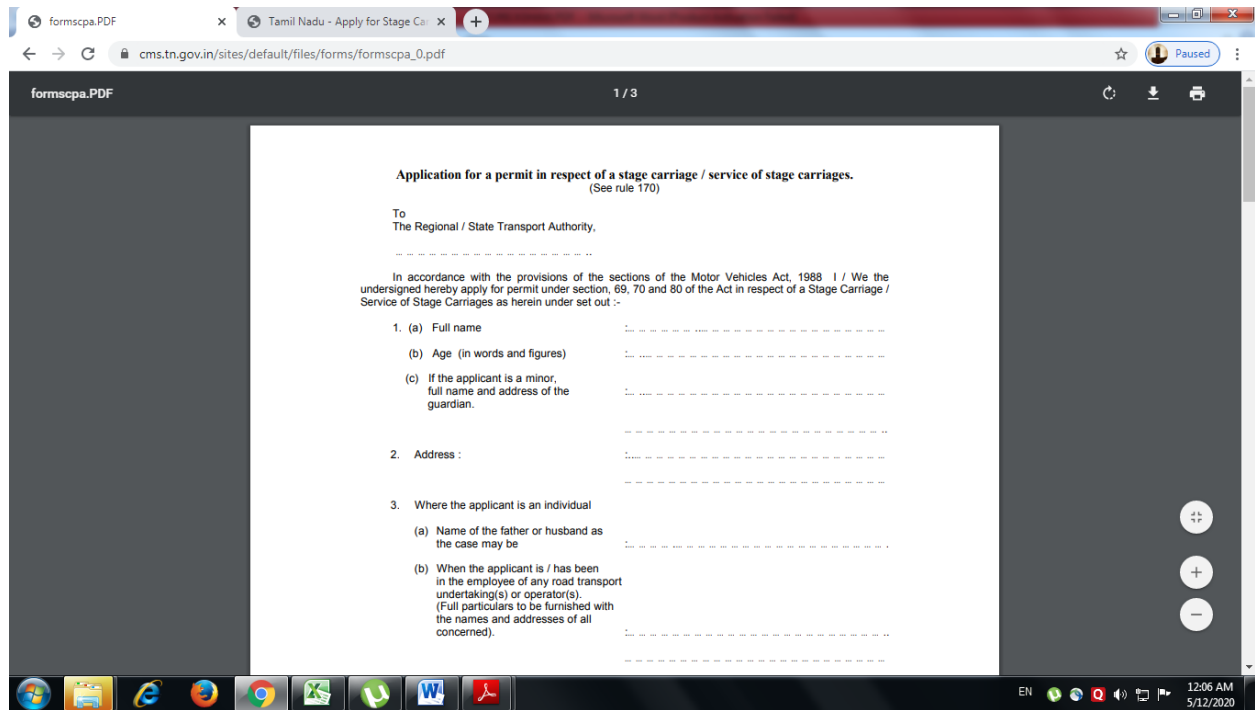 formscpa.PDF
Tamil Nadu - Apply for Stage Car
cms.tn.gov.in/sites/default/files/forms/formscpa_0.pdf
Paused
formscpa.PDF
1 / 3
Application for a permit in respect of a stage carriage / service of stage carriages.
(See rule 170)
To
The Regional / State Transport Authority,
... ... ... ... ... ... ... ... ... ... ... ... ... ... ... ... ... ..
In accordance with the provisions of the sections of the Motor Vehicles Act, 1988 I / We the
undersigned hereby apply for permit under section, 69, 70 and 80 of the Act in respect of a Stage Carriage /
Service of Stage Carriages as herein under set out :-
1. (a) Full name
(b) Age (in words and figures)
(c) If the applicant is a minor,
full name and address of the
guardian.
2. Address :
3. Where the applicant is an individual
(a) Name of the father or husband as
the case may be
(b) When the applicant is / has been
in the employee of any road transport
undertaking(s) or operator(s).
(Full particulars to be furnished with
the names and addresses of all
concerned).
EN
12:06 AM
5/12/2020